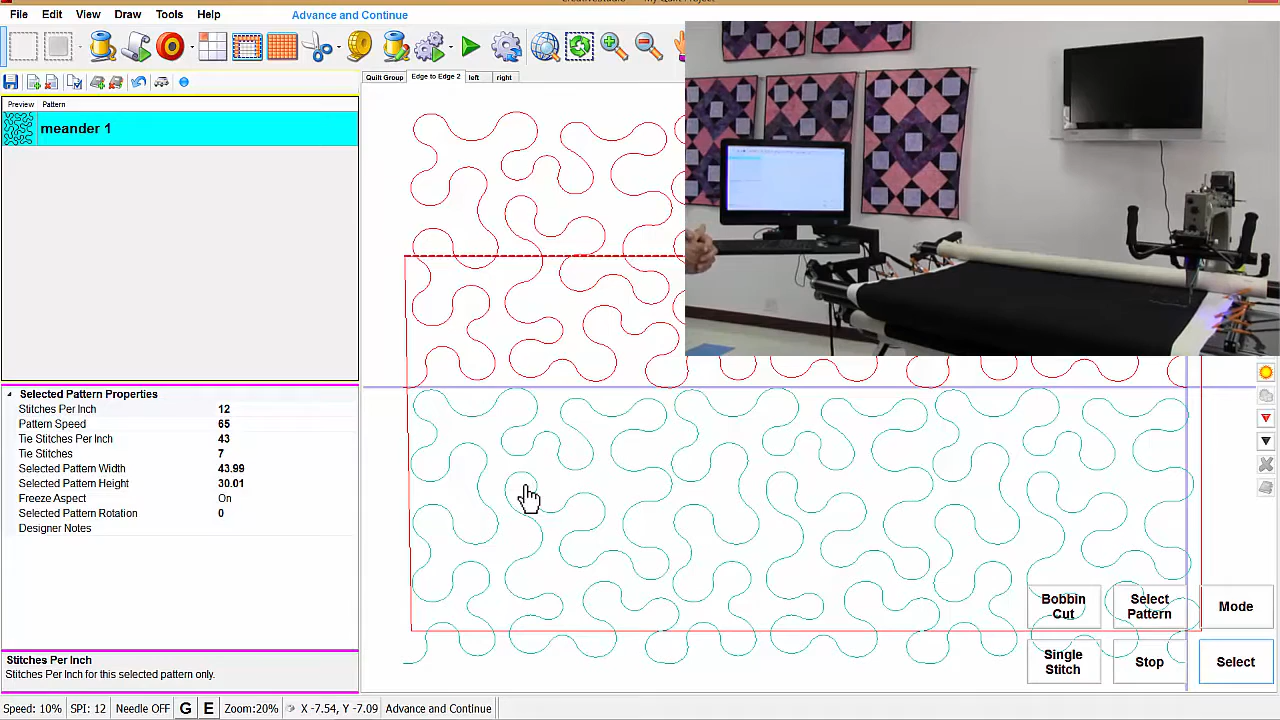 File Edit View Draw Tools Help Advance and Continue
Quilt Group Edge to Edge 2 left right
Preview Pattern
meander 1
Selected Pattern Properties
Stitches Per Inch 12
Pattern Speed 65
Tie Stitches Per Inch 43
Tie Stitches 7
Selected Pattern Width 43.99
Selected Pattern Height 30.01
Freeze Aspect On
Selected Pattern Rotation 0
Designer Notes
Bobbin Cut
Select Pattern
Mode
Single Stitch
Stop
Select
Stitches Per Inch
Stitches Per Inch for this selected pattern only.
Speed: 10% SPI: 12 Needle OFF G E Zoom:20% X -7.54, Y -7.09 Advance and Continue